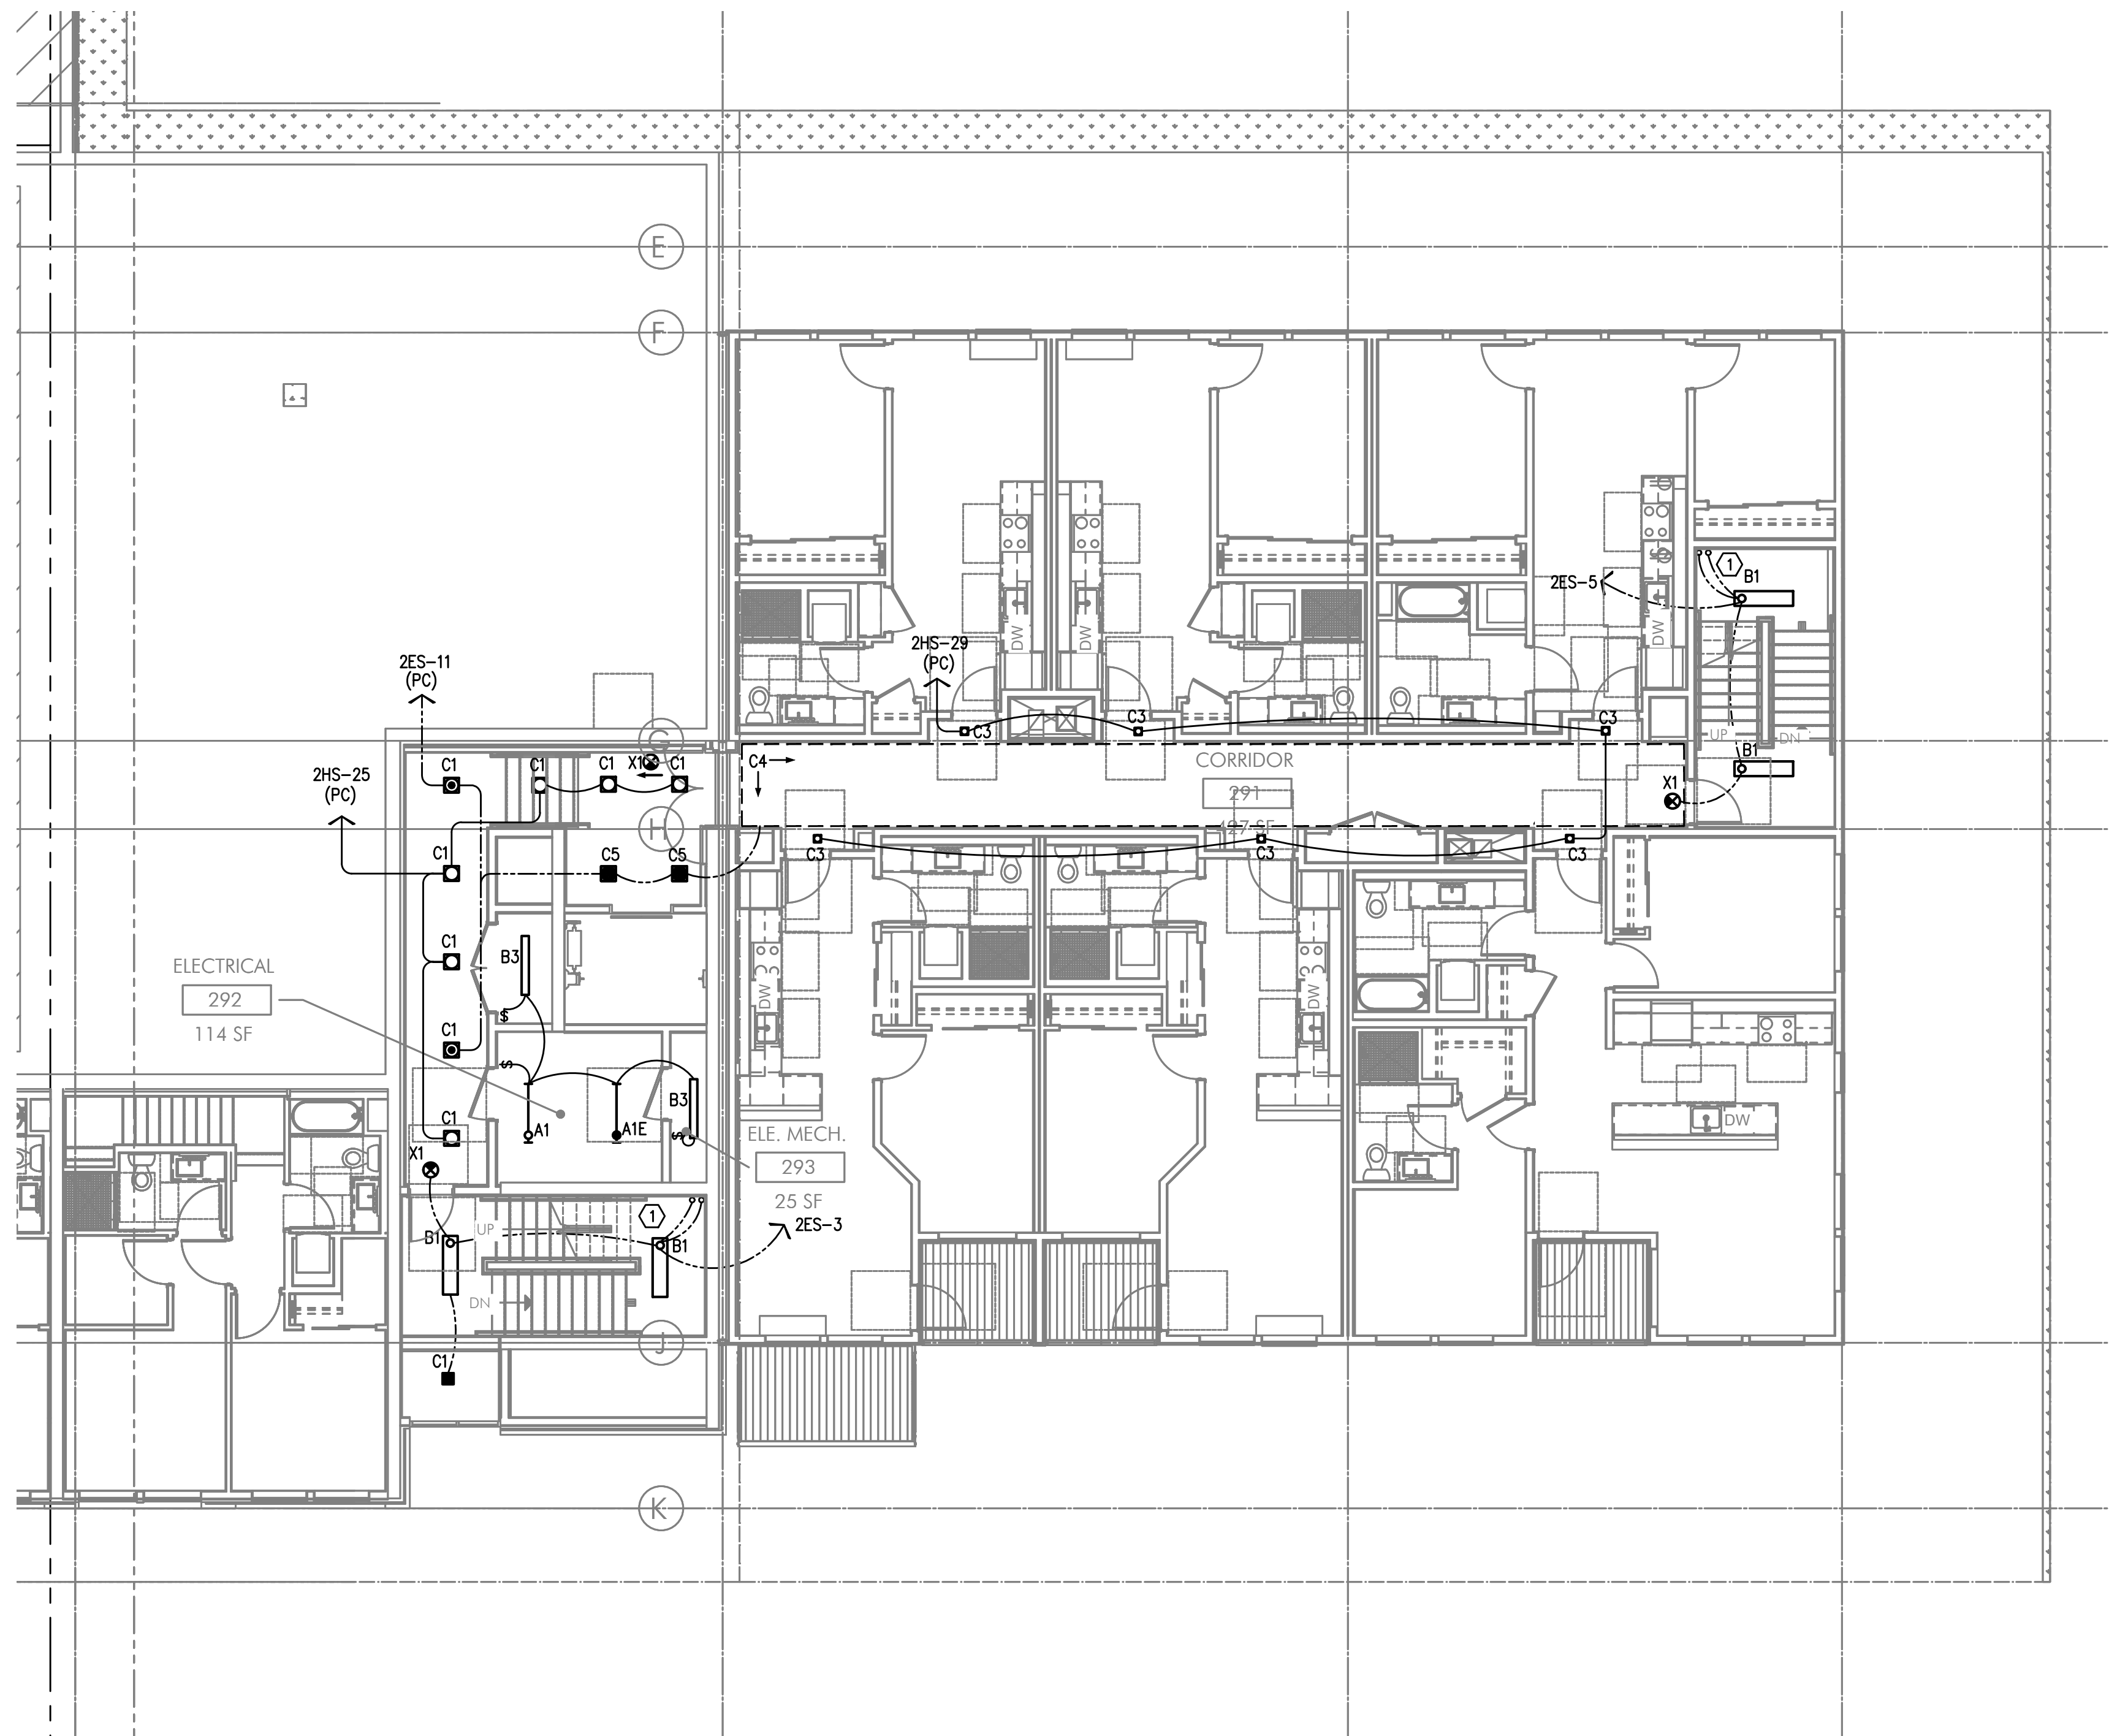 E
F
DW
DW
2ES-5
1
B1
DW
2HS-29
(PC)
2ES-11
(PC)
C3
C3
C3
G
UP
DN
B1
2HS-25
(PC)
C1
C1
C1
X1
C1
C4
CORRIDOR
291
427 SF
X1
H
C1
C5
C5
C3
C3
C3
C1
B3
ELECTRICAL
292
114 SF
DW
DW
$
C1
$
C1
A1
A1E
B3
$
ELE. MECH.
293
25 SF
DW
X1
1
2ES-3
UP
B1
B1
DN
J
C1
K